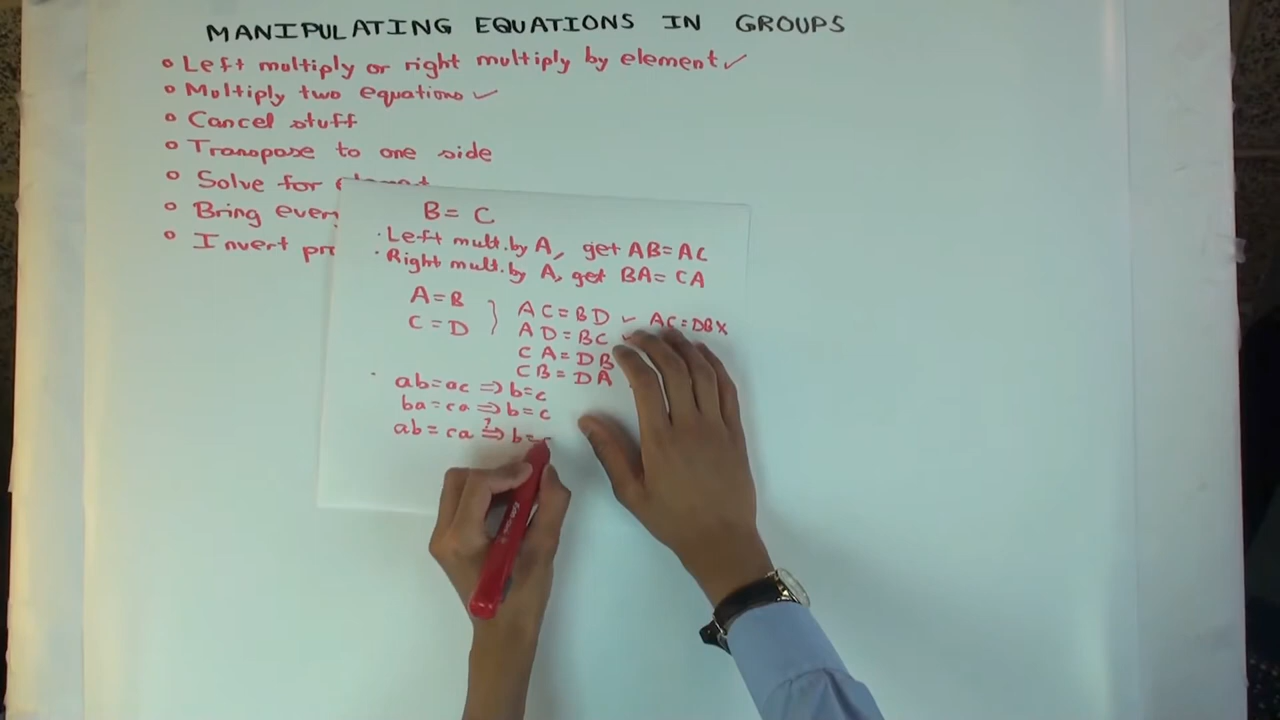 MANIPULATING EQUATIONS IN GROUPS
• Left multiply or right multiply by element ✓
• Multiply two equations ✓
• Cancel stuff
• Transpose to one side
• Solve for
• Bring
• Invert
B = C
• Left mult. by A, get AB = AC
• Right mult. by A, get BA = CA
A = B
C = D
} AC = BD ✓ AC = DB X
AD = BC ✓
CA = DB
CB = DA
ab = ac ⇒ b = c
ba = ca ⇒ b = c
ab = ca ?⇒ b =